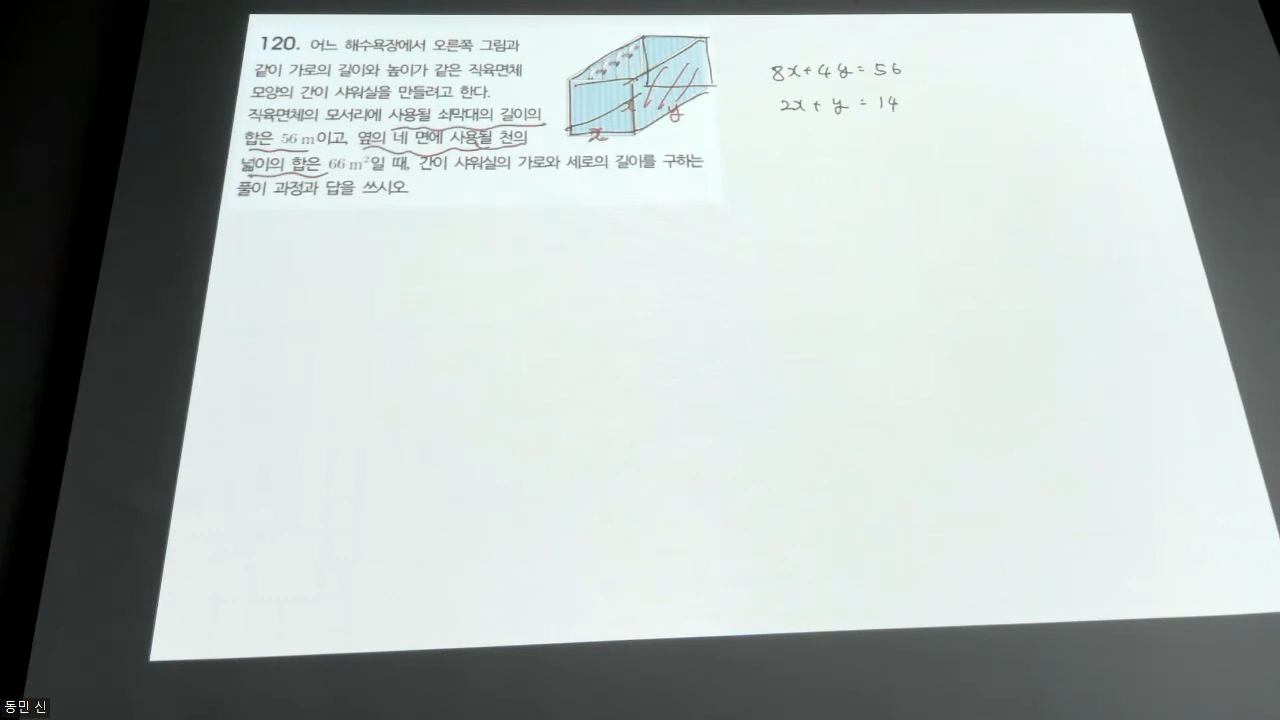 120. 어느 해수욕장에서 오른쪽 그림과
같이 가로의 길이와 높이가 같은 직육면체
모양의 간이 샤워실을 만들려고 한다.
직육면체의 모서리에 사용될 쇠막대의 길이의
합은 56 m이고, 옆의 네 면에 사용될 천의
넓이의 합은 66 m²일 때, 간이 샤워실의 가로와 세로의 길이를 구하는
풀이 과정과 답을 쓰시오.
x
x
y
8x+4y=56
2x+y=14
동민 신